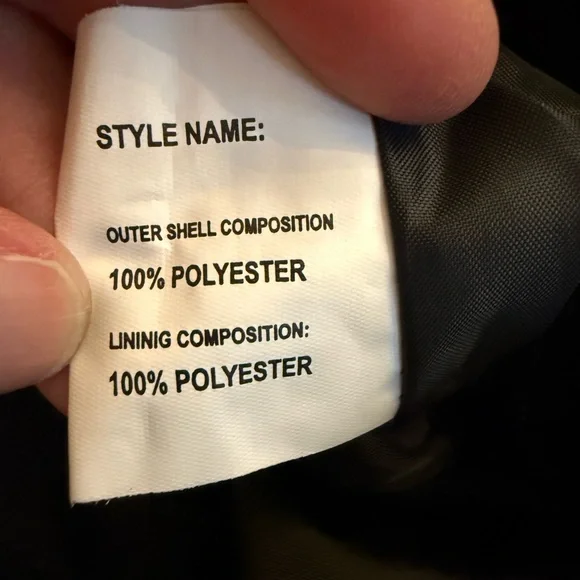 STYLE NAME:
OUTER SHELL COMPOSITION
100% POLYESTER
LININIG COMPOSITION:
100% POLYESTER